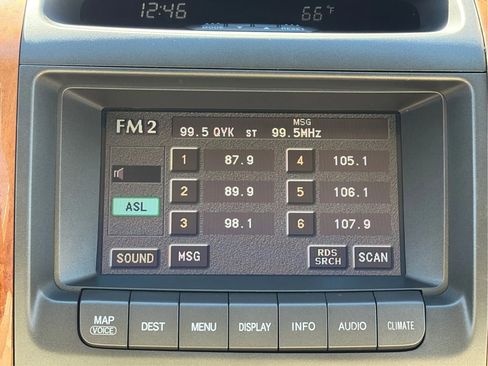 12:46 66°F
MODE RESET
MSG
FM2 99.5 QYK ST 99.5MHz
1 87.9 4 105.1
2 89.9 5 106.1
ASL
3 98.1 6 107.9
SOUND MSG RDS SRCH SCAN
MAP VOICE DEST MENU DISPLAY INFO AUDIO CLIMATE